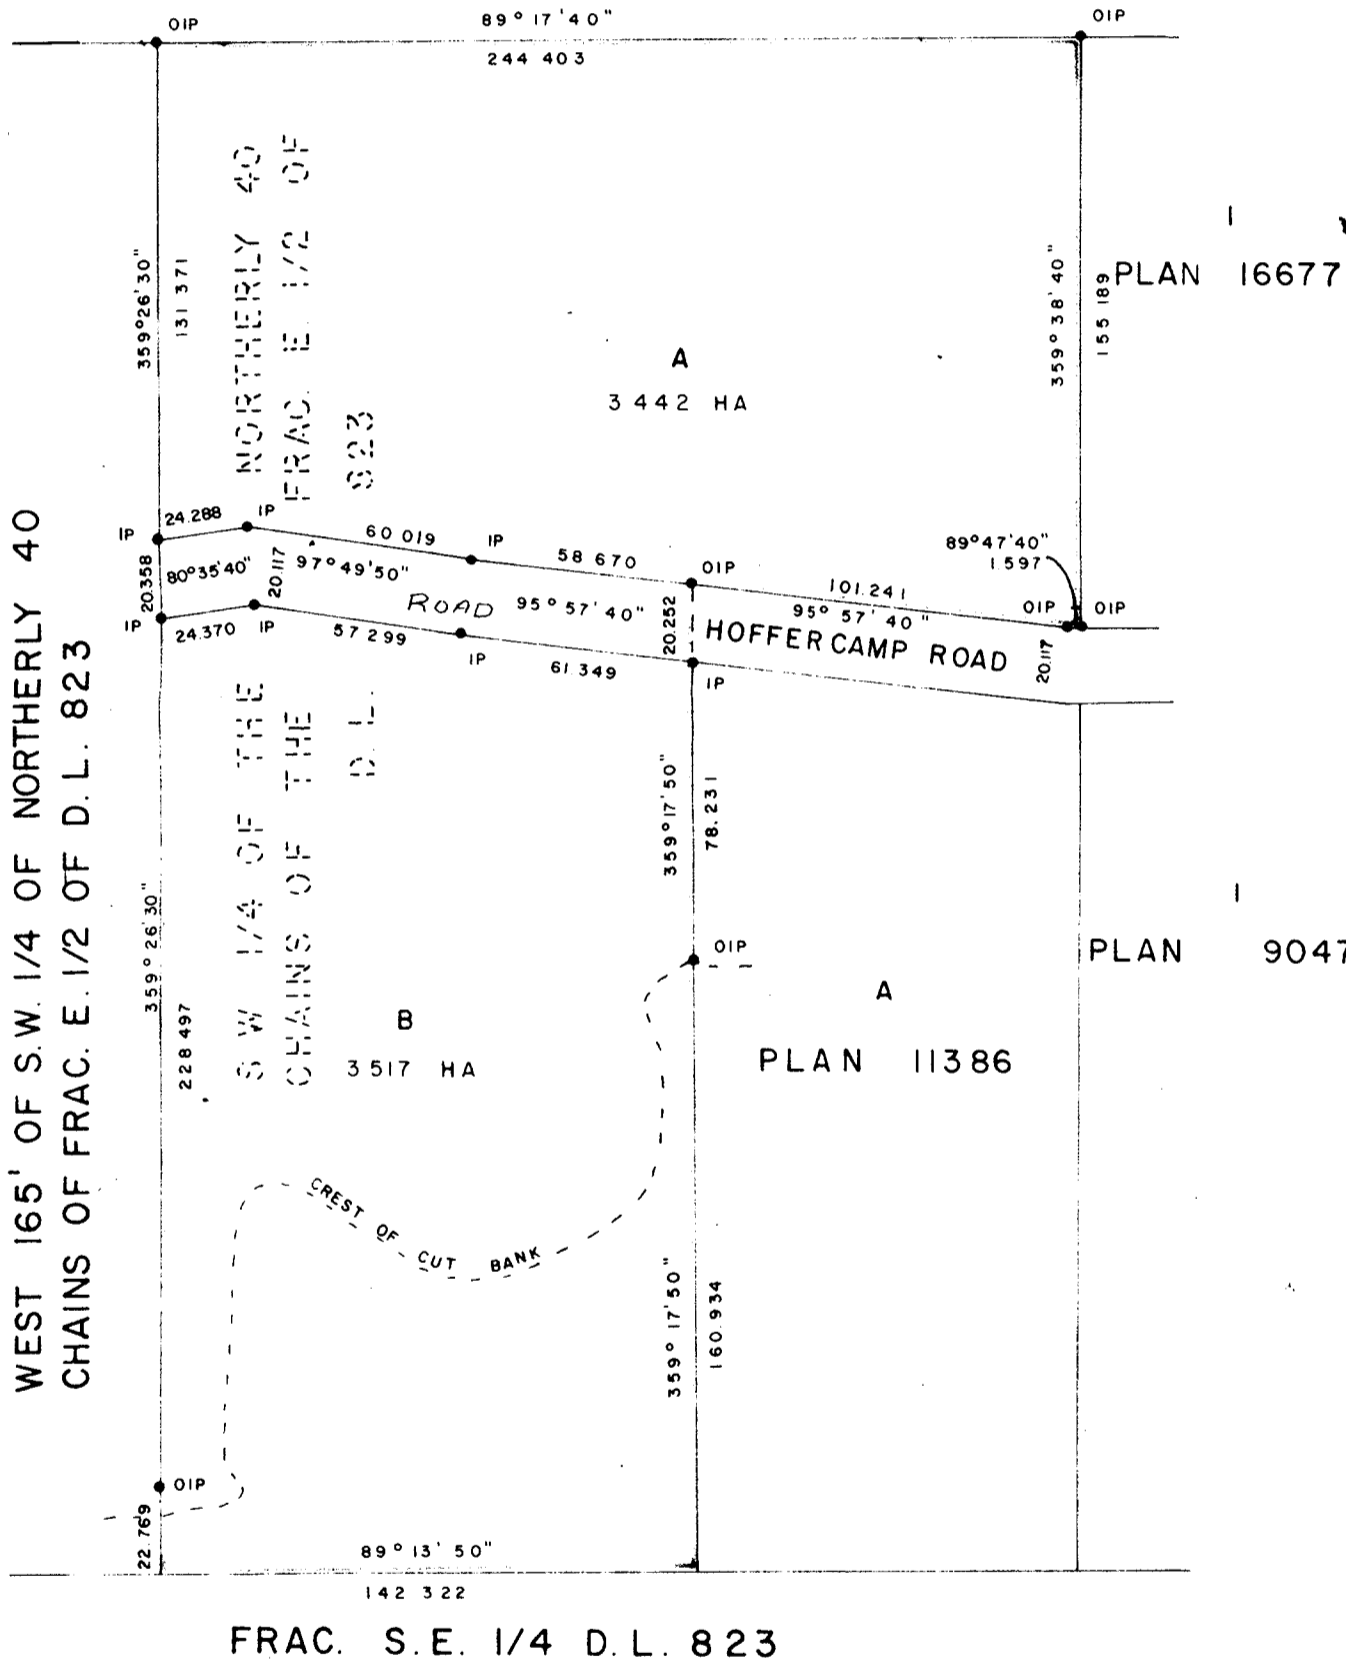 OIP
89° 17' 40"
OIP
244 403
359°26'30"
131 371
NORTHERLY 40
FRAC. E. 1/2 OF
823
A
3 442 HA
359° 38' 40"
155 189
1
PLAN 16677
IP
24.288
IP
60 019
IP
58 670
OIP
101.241
89°47'40"
1.597
OIP
OIP
20.358
80°35'40"
20.117
97°49'50"
ROAD
95° 57' 40"
20.252
95° 57' 40"
HOFFERCAMP ROAD
20.117
IP
24.370
IP
57 299
IP
61.349
IP
S W 1/4 OF THE
CHAINS OF THE
D. L.
359°17'50"
78.231
359° 26'30"
228 497
OIP
B
3 517 HA
A
PLAN 11386
1
PLAN 9047
CREST OF CUT BANK
359° 17'50"
160.934
OIP
22.769
89° 13' 50"
142 322
WEST 165' OF S.W. 1/4 OF NORTHERLY 40
CHAINS OF FRAC. E. 1/2 OF D. L. 823
FRAC. S.E. 1/4 D. L. 823